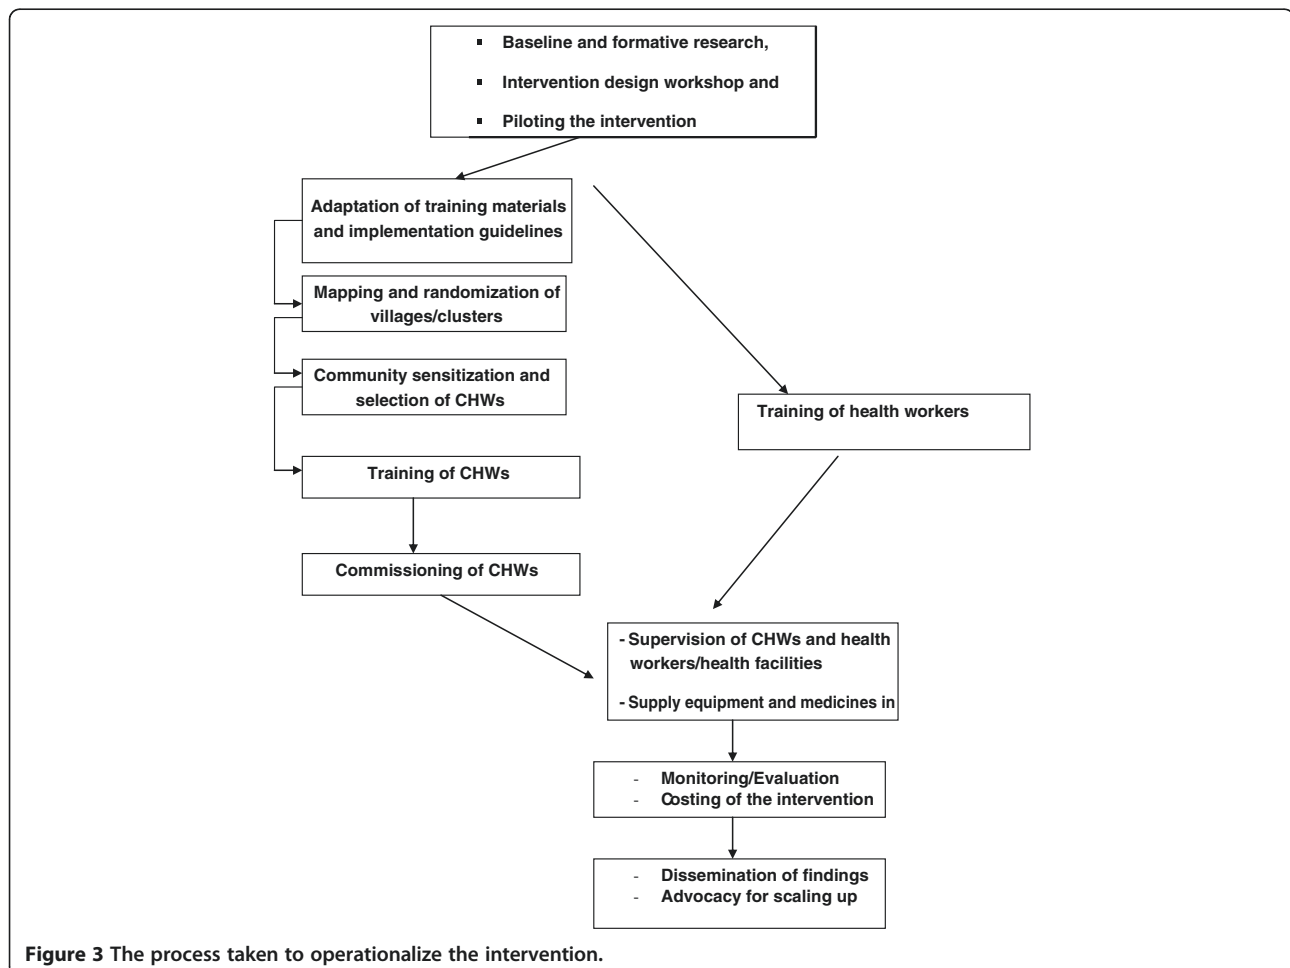 ▪ Baseline and formative research,
▪ Intervention design workshop and
▪ Piloting the intervention
Adaptation of training materials
and implementation guidelines
Mapping and randomization of
villages/clusters
Community sensitization and
selection of CHWs
Training of health workers
Training of CHWs
Commissioning of CHWs
- Supervision of CHWs and health
workers/health facilities
- Supply equipment and medicines in
- Monitoring/Evaluation
- Costing of the intervention
- Dissemination of findings
- Advocacy for scaling up
Figure 3 The process taken to operationalize the intervention.